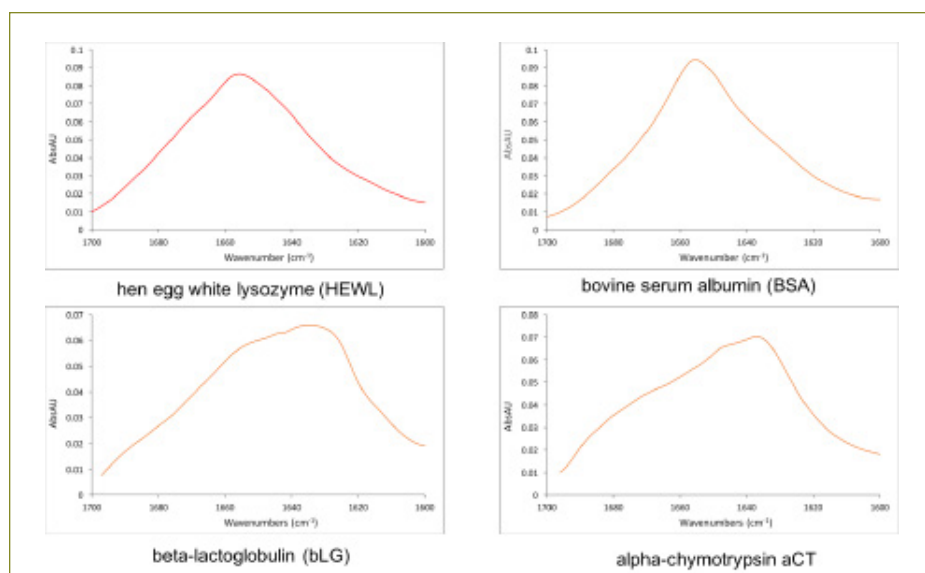 0.1
0.09
0.08
0.07
0.06
0.05
0.04
0.03
0.02
0.01
0
AbsAU
1700 1680 1660 1640 1620 1600
Wavenumber (cm⁻¹)
hen egg white lysozyme (HEWL)
0.1
0.09
0.08
0.07
0.06
0.05
0.04
0.03
0.02
0.01
0
AbsAU
1700 1680 1660 1640 1620 1600
Wavenumber (cm⁻¹)
bovine serum albumin (BSA)
0.07
0.06
0.05
0.04
0.03
0.02
0.01
0
AbsAU
1700 1680 1660 1640 1620 1600
Wavenumbers (cm⁻¹)
beta-lactoglobulin (bLG)
0.08
0.07
0.06
0.05
0.04
0.03
0.02
0.01
0
AbsAU
1700 1680 1660 1640 1620 1600
Wavenumbers (cm⁻¹)
alpha-chymotrypsin aCT